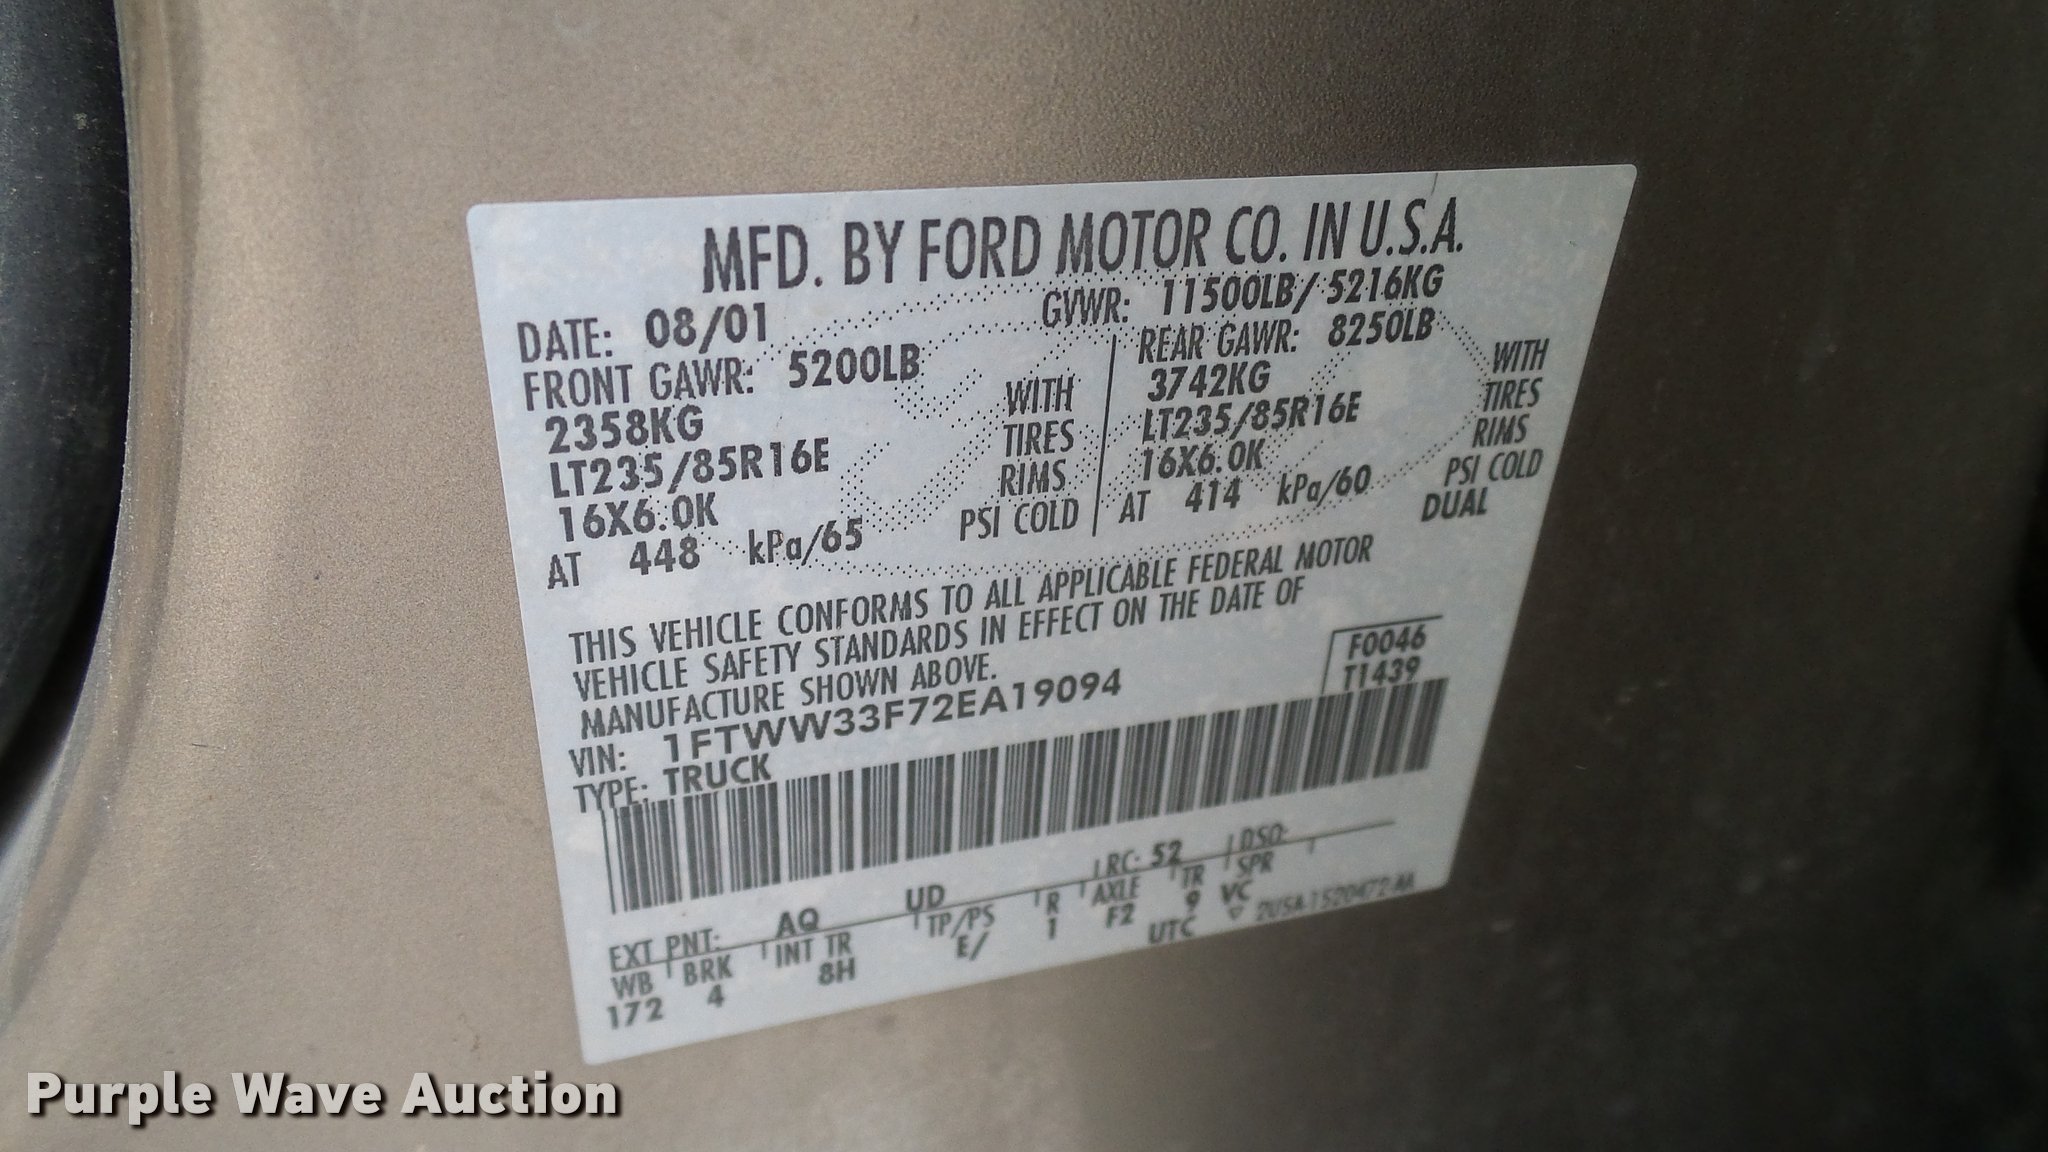 MFD. BY FORD MOTOR CO. IN U.S.A.
DATE: 08/01 GVWR: 11500LB/ 5216KG
FRONT GAWR: 5200LB REAR GAWR: 8250LB
2358KG WITH 3742KG WITH
LT235/85R16E TIRES LT235/85R16E TIRES
16X6.0K RIMS 16X6.0K RIMS
AT 448 kPa/65 PSI COLD AT 414 kPa/60 PSI COLD
DUAL
THIS VEHICLE CONFORMS TO ALL APPLICABLE FEDERAL MOTOR
VEHICLE SAFETY STANDARDS IN EFFECT ON THE DATE OF
MANUFACTURE SHOWN ABOVE.
F0046
T1439
VIN: 1FTWW33F72EA19094
TYPE: TRUCK
EXT PNT: AQ UD RC: 52 DSO:
WB BRK INT TR TP/PS R AXLE TR SPR
172 4 8H E/ 1 F2 9 VC
UTC
Purple Wave Auction